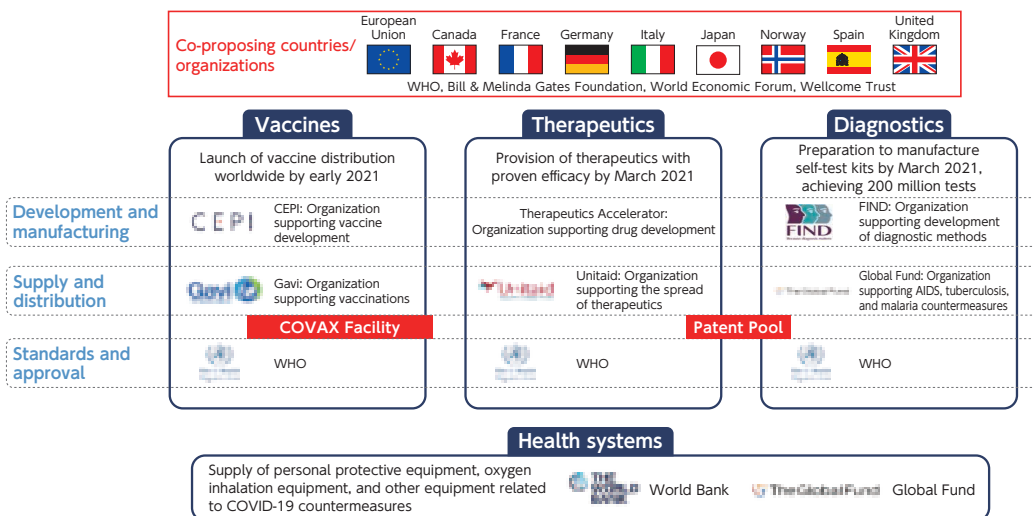 European Union
Canada
France
Germany
Italy
Japan
Norway
Spain
United Kingdom
Co-proposing countries/
organizations
WHO, Bill & Melinda Gates Foundation, World Economic Forum, Wellcome Trust
Vaccines
Therapeutics
Diagnostics
Launch of vaccine distribution
worldwide by early 2021
Provision of therapeutics with
proven efficacy by March 2021
Preparation to manufacture
self-test kits by March 2021,
achieving 200 million tests
Development and
manufacturing
CEPI
CEPI: Organization
supporting vaccine
development
Therapeutics Accelerator:
Organization supporting drug development
FIND
FIND: Organization
supporting development
of diagnostic methods
Supply and
distribution
Gavi
Gavi: Organization
supporting vaccinations
Unitaid
Unitaid: Organization
supporting the spread
of therapeutics
TheGlobalFund
Global Fund: Organization
supporting AIDS, tuberculosis,
and malaria countermeasures
COVAX Facility
Patent Pool
Standards and
approval
WHO
WHO
WHO
Health systems
Supply of personal protective equipment, oxygen
inhalation equipment, and other equipment related
to COVID-19 countermeasures
THE
WORLD
BANK
World Bank
TheGlobalFund
Global Fund